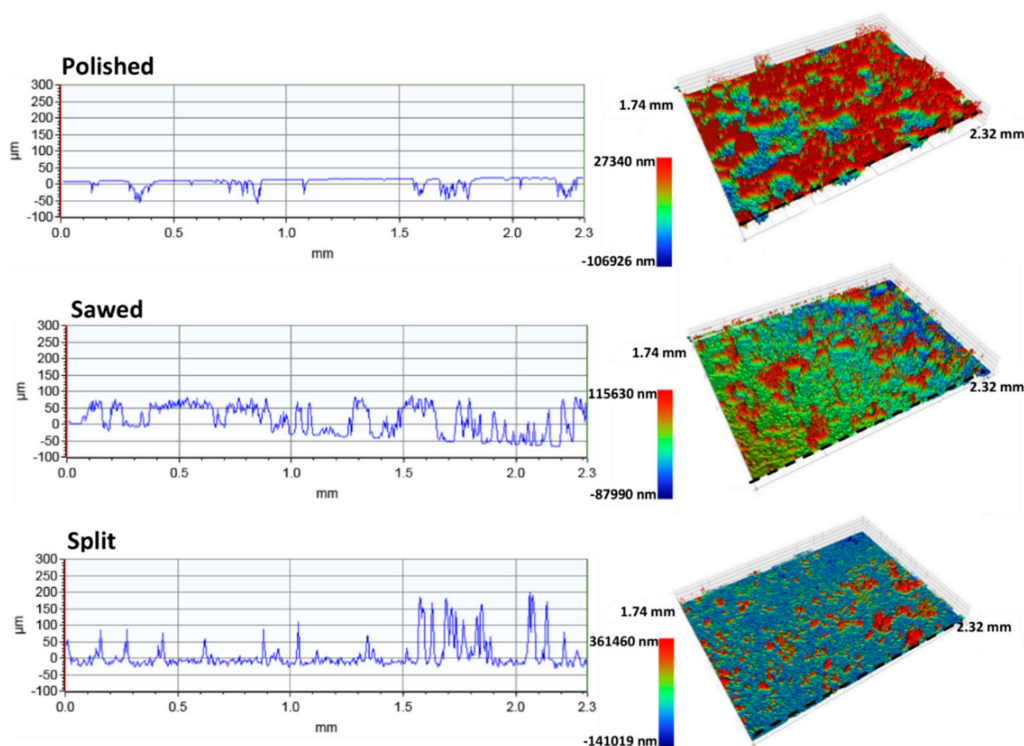 Polished
300
250
200
150
100
50
0
-50
-100
µm
0.0 0.5 1.0 1.5 2.0 2.3
mm
1.74 mm
2.32 mm
27340 nm
-106926 nm
Sawed
300
250
200
150
100
50
0
-50
-100
µm
0.0 0.5 1.0 1.5 2.0 2.3
mm
1.74 mm
2.32 mm
115630 nm
-87990 nm
Split
300
250
200
150
100
50
0
-50
-100
µm
0.0 0.5 1.0 1.5 2.0 2.3
mm
1.74 mm
2.32 mm
361460 nm
-141019 nm